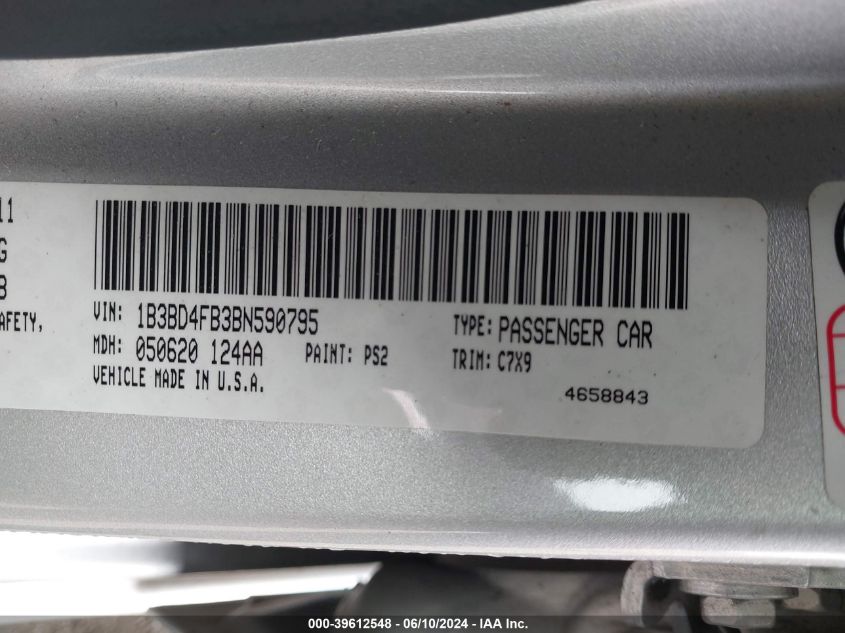 11
G
B
AFETY,
VIN: 1B3BD4FB3BN590795
TYPE: PASSENGER CAR
MDH: 050620 124AA
PAINT: PS2
TRIM: C7X9
VEHICLE MADE IN U.S.A.
4658843
000-39612548 - 06/10/2024 - IAA Inc.